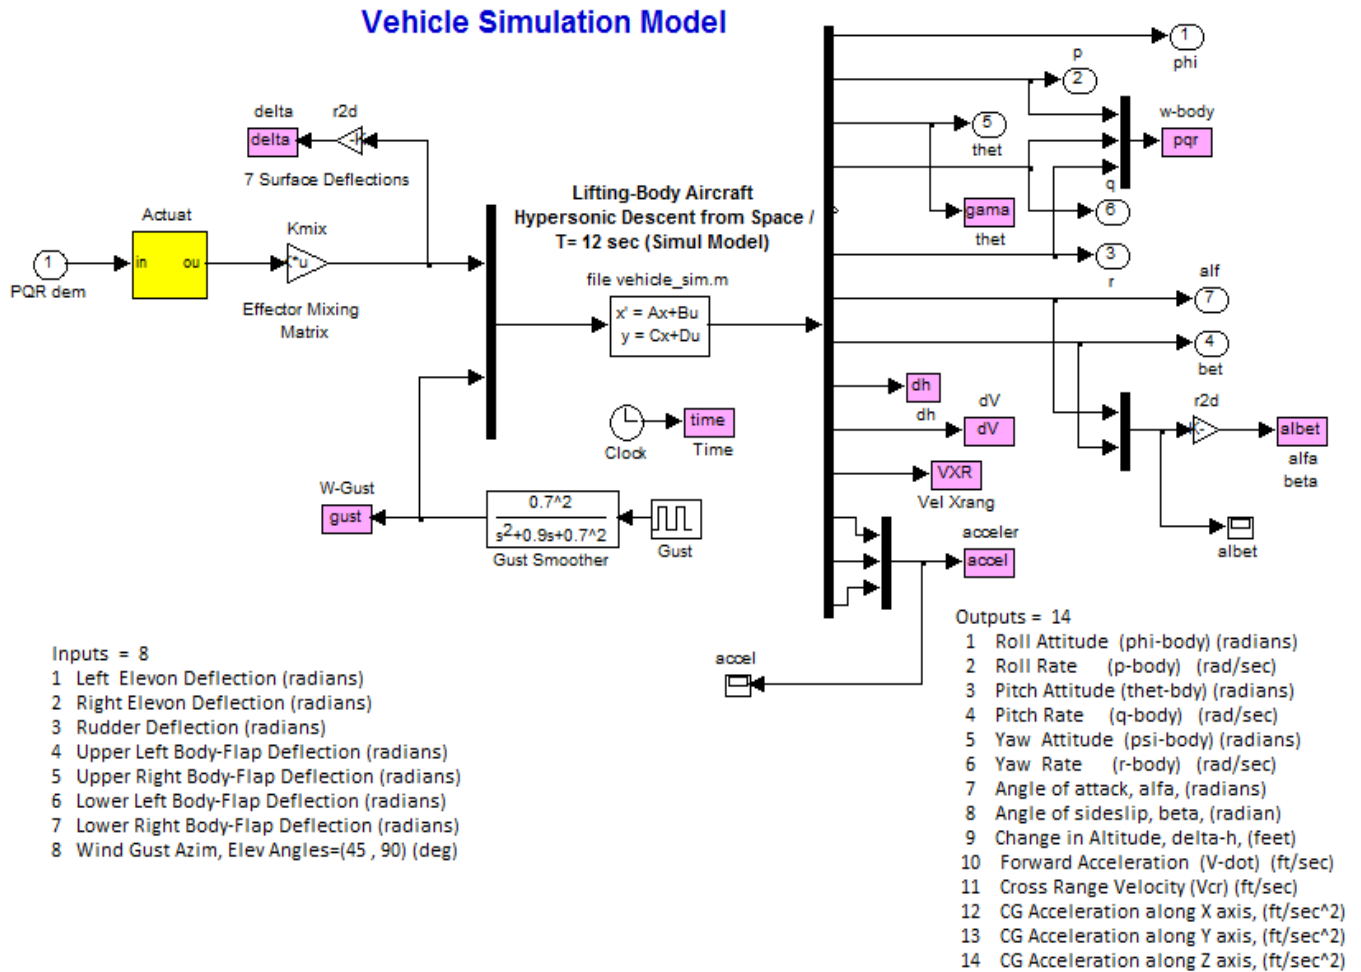 Vehicle Simulation Model
delta
r2d
delta
-K
7 Surface Deflections
Actuat
in
ou
1
PQR dem
Kmix
*u
Effector Mixing
Matrix
Lifting-Body Aircraft
Hypersonic Descent from Space /
T= 12 sec (Simul Model)
file vehicle_sim.m
x' = Ax+Bu
y = Cx+Du
Clock
time
Time
W-Gust
gust
0.7^2
s²+0.9s+0.7^2
Gust Smoother
Gust
1
phi
p
2
5
thet
w-body
pqr
q
6
gama
thet
3
r
alf
7
4
bet
dh
dh
dV
dV
VXR
Vel Xrang
r2d
K-
albet
alfa
beta
albet
acceler
accel
accel
Inputs = 8
1 Left Elevon Deflection (radians)
2 Right Elevon Deflection (radians)
3 Rudder Deflection (radians)
4 Upper Left Body-Flap Deflection (radians)
5 Upper Right Body-Flap Deflection (radians)
6 Lower Left Body-Flap Deflection (radians)
7 Lower Right Body-Flap Deflection (radians)
8 Wind Gust Azim, Elev Angles=(45 , 90) (deg)
Outputs = 14
1 Roll Attitude (phi-body) (radians)
2 Roll Rate (p-body) (rad/sec)
3 Pitch Attitude (thet-bdy) (radians)
4 Pitch Rate (q-body) (rad/sec)
5 Yaw Attitude (psi-body) (radians)
6 Yaw Rate (r-body) (rad/sec)
7 Angle of attack, alfa, (radians)
8 Angle of sideslip, beta, (radian)
9 Change in Altitude, delta-h, (feet)
10 Forward Acceleration (V-dot) (ft/sec)
11 Cross Range Velocity (Vcr) (ft/sec)
12 CG Acceleration along X axis, (ft/sec^2)
13 CG Acceleration along Y axis, (ft/sec^2)
14 CG Acceleration along Z axis, (ft/sec^2)